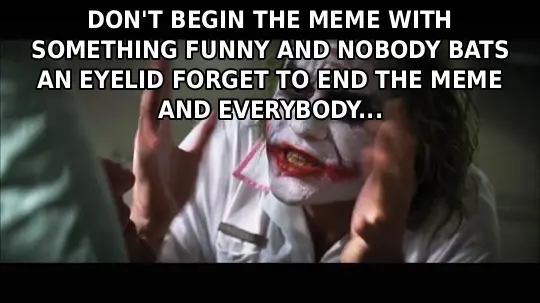 DON'T BEGIN THE MEME WITH
SOMETHING FUNNY AND NOBODY BATS
AN EYELID FORGET TO END THE MEME
AND EVERYBODY...